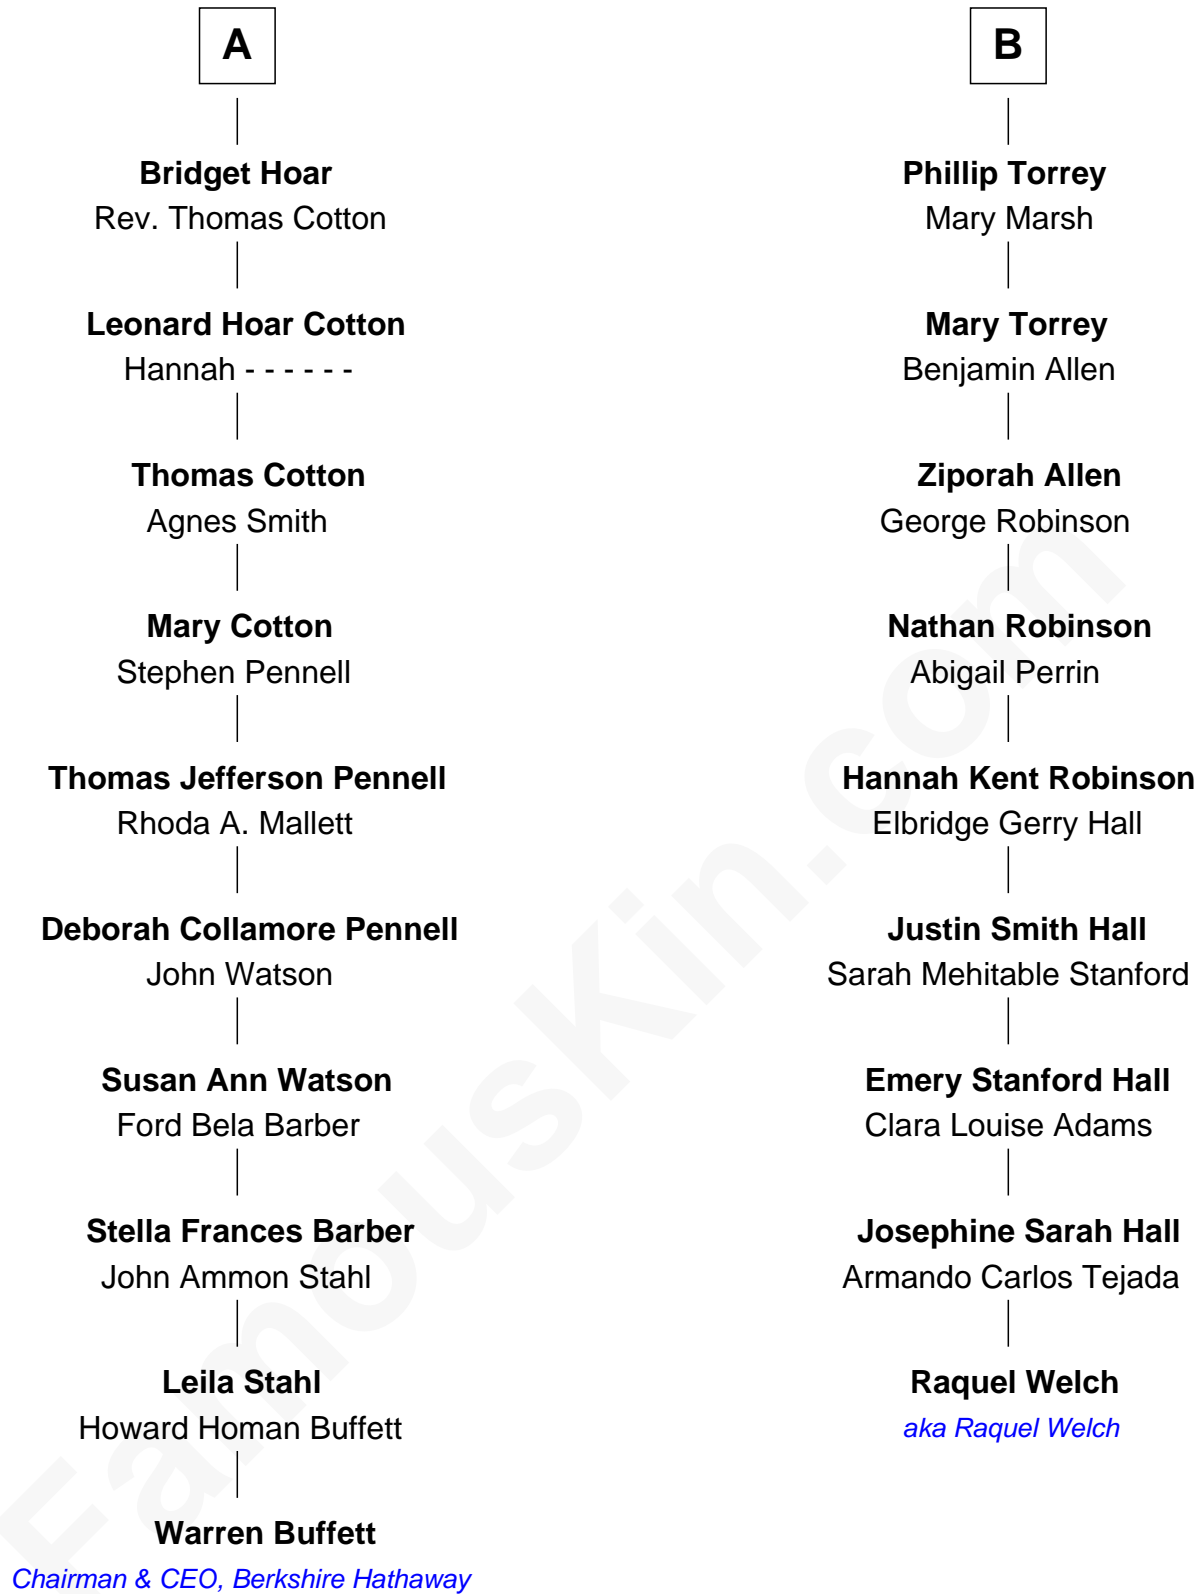 A
Bridget Hoar
Rev. Thomas Cotton
Leonard Hoar Cotton
Hannah - - - - - -
Thomas Cotton
Agnes Smith
Mary Cotton
Stephen Pennell
Thomas Jefferson Pennell
Rhoda A. Mallett
Deborah Collamore Pennell
John Watson
Susan Ann Watson
Ford Bela Barber
Stella Frances Barber
John Ammon Stahl
Leila Stahl
Howard Homan Buffett
Warren Buffett
Chairman & CEO, Berkshire Hathaway
B
Phillip Torrey
Mary Marsh
Mary Torrey
Benjamin Allen
Ziporah Allen
George Robinson
Nathan Robinson
Abigail Perrin
Hannah Kent Robinson
Elbridge Gerry Hall
Justin Smith Hall
Sarah Mehitable Stanford
Emery Stanford Hall
Clara Louise Adams
Josephine Sarah Hall
Armando Carlos Tejada
Raquel Welch
aka Raquel Welch
FamousKin.com